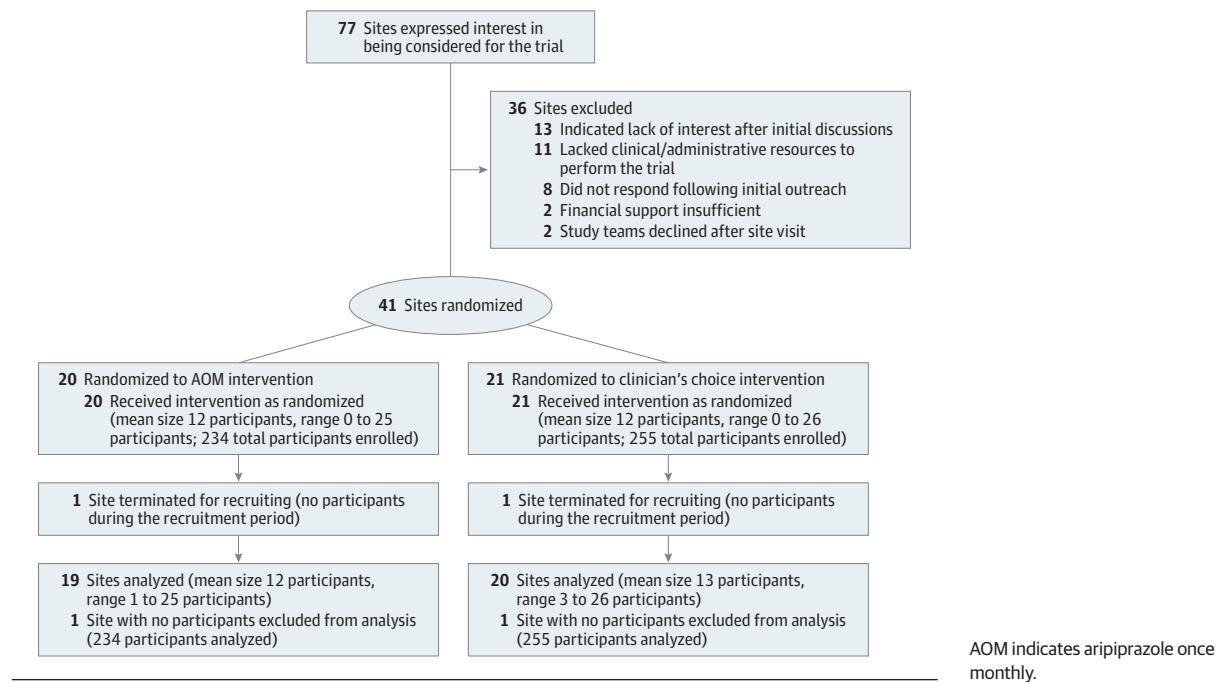 77 Sites expressed interest in
being considered for the trial
36 Sites excluded
13 Indicated lack of interest after initial discussions
11 Lacked clinical/administrative resources to
perform the trial
8 Did not respond following initial outreach
2 Financial support insufficient
2 Study teams declined after site visit
41 Sites randomized
20 Randomized to AOM intervention
20 Received intervention as randomized
(mean size 12 participants, range 0 to 25
participants; 234 total participants enrolled)
21 Randomized to clinician's choice intervention
21 Received intervention as randomized
(mean size 12 participants, range 0 to 26
participants; 255 total participants enrolled)
1 Site terminated for recruiting (no participants
during the recruitment period)
1 Site terminated for recruiting (no participants
during the recruitment period)
19 Sites analyzed (mean size 12 participants,
range 1 to 25 participants)
1 Site with no participants excluded from analysis
(234 participants analyzed)
20 Sites analyzed (mean size 13 participants,
range 3 to 26 participants)
1 Site with no participants excluded from analysis
(255 participants analyzed)
AOM indicates aripiprazole once
monthly.